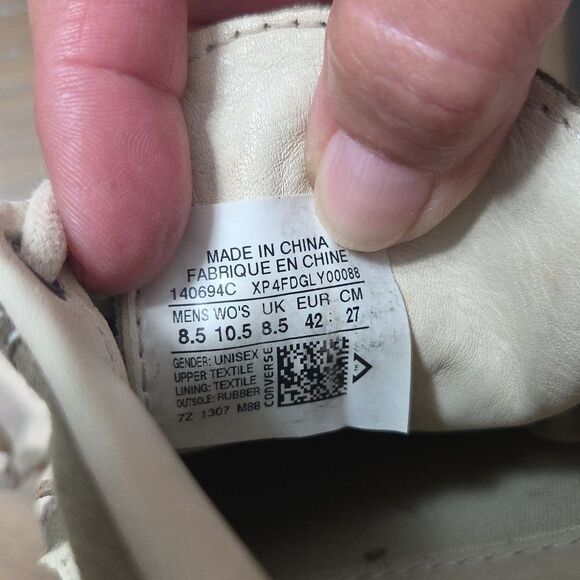 MADE IN CHINA
FABRIQUE EN CHINE
140694C XP4FDGLY00088
MENS WO'S UK EUR CM
8.5 10.5 8.5 42 : 27
GENDER: UNISEX
UPPER TEXTILE
LINING: TEXTILE
OUTSOLE: RUBBER
7Z 1307 M88
CONVERSE